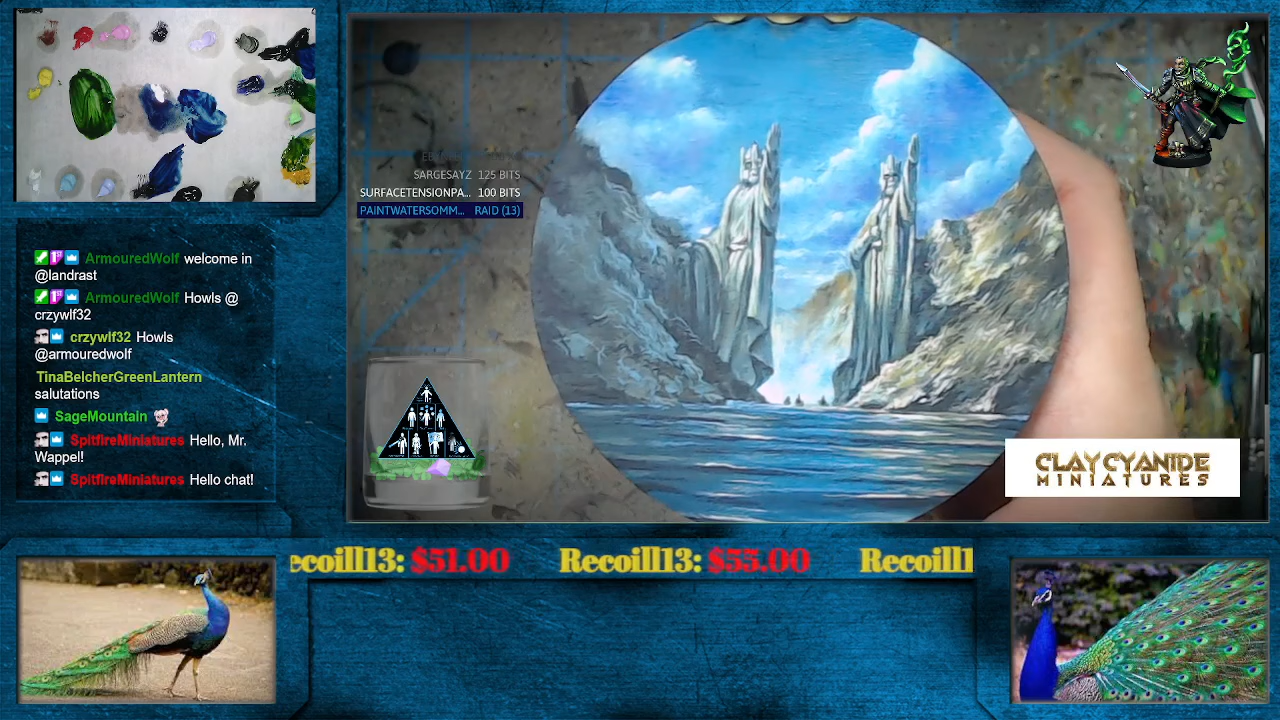 SARGESAYZ 125 BITS
SURFACETENSIONPA... 100 BITS
PAINTWATERSOMM... RAID (13)
ArmouredWolf welcome in
@landrast
ArmouredWolf Howls @
crzywlf32
crzywlf32 Howls
@armouredwolf
TinaBelcherGreenLantern
salutations
SageMountain
SpitfireMiniatures Hello, Mr.
Wappel!
SpitfireMiniatures Hello chat!
CLAY CYANIDE
MINIATURES
ecoill13: $51.00 Recoill13: $55.00 Recoill1